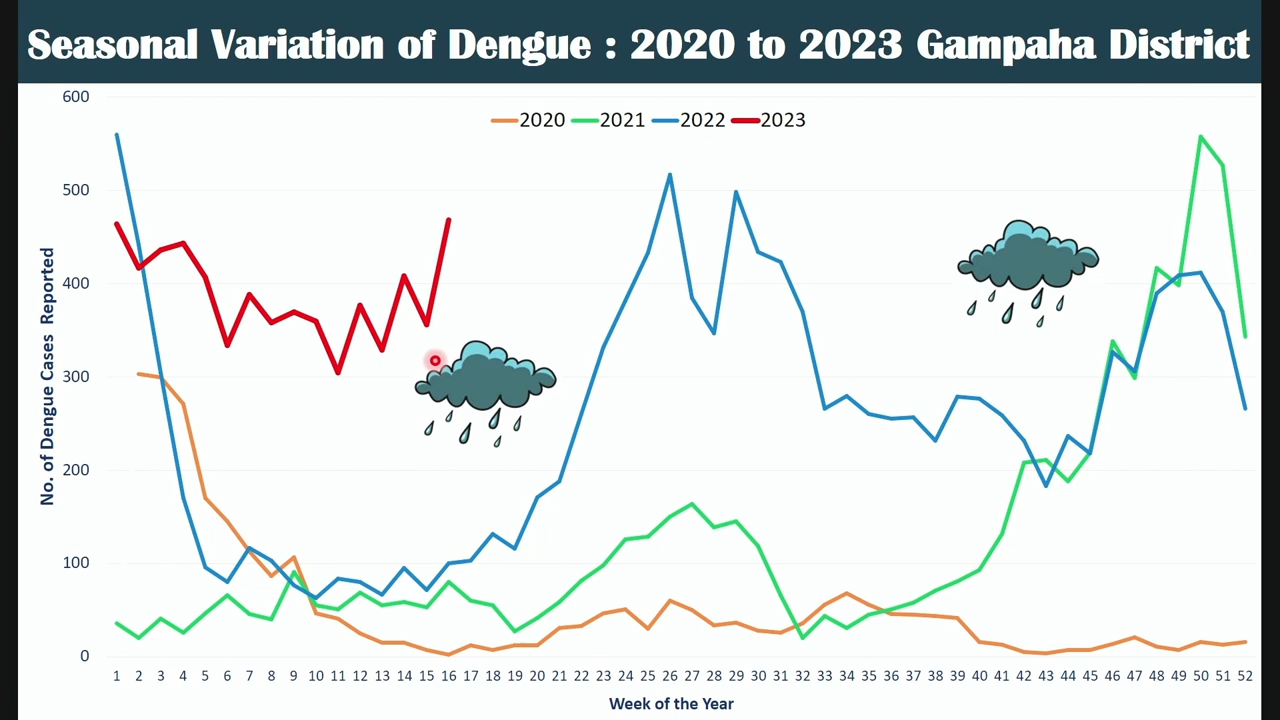 Seasonal Variation of Dengue : 2020 to 2023 Gampaha District
2020 2021 2022 2023
No. of Dengue Cases Reported
600
500
400
300
200
100
0
1 2 3 4 5 6 7 8 9 10 11 12 13 14 15 16 17 18 19 20 21 22 23 24 25 26 27 28 29 30 31 32 33 34 35 36 37 38 39 40 41 42 43 44 45 46 47 48 49 50 51 52
Week of the Year